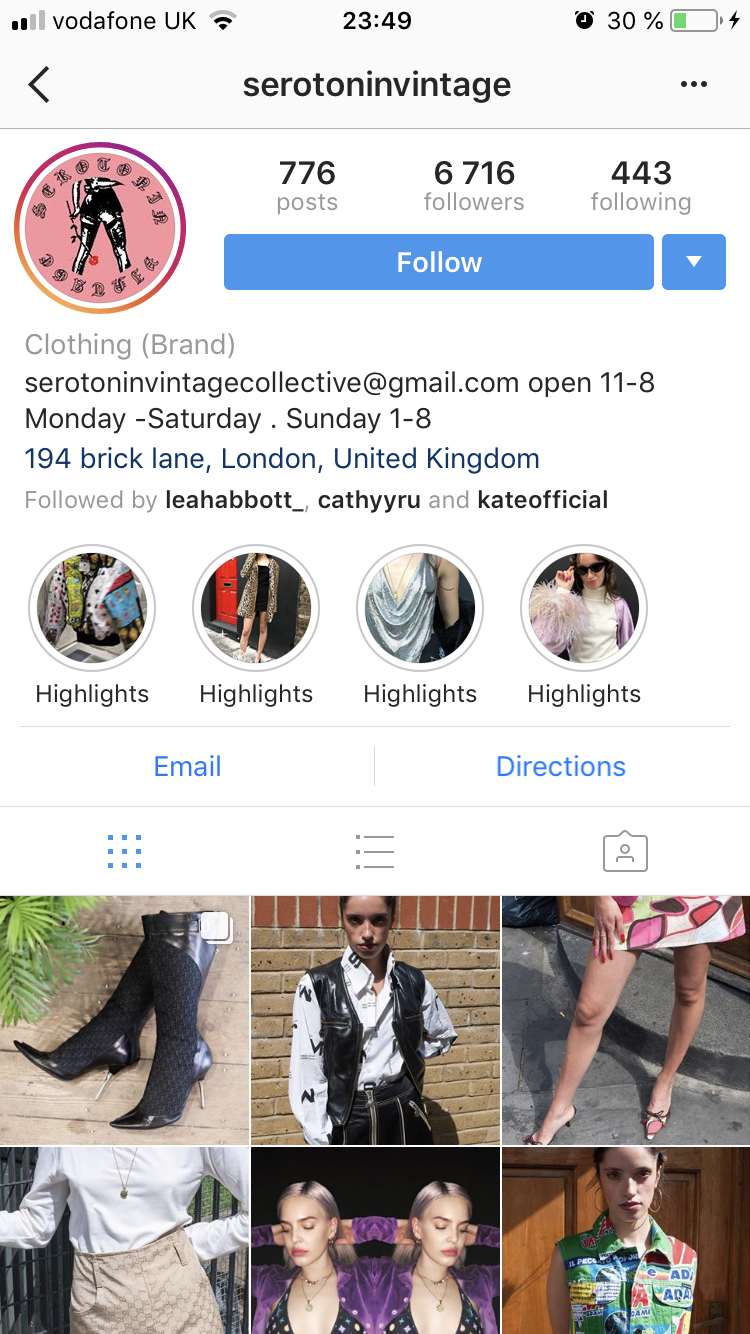 vodafone UK 23:49 30 %
serotoninvintage
776 6 716 443
posts followers following
SEROTONIN
VINTAGE
Follow
Clothing (Brand)
serotoninvintagecollective@gmail.com open 11-8
Monday -Saturday . Sunday 1-8
194 brick lane, London, United Kingdom
Followed by leahabbott_, cathyyru and kateofficial
Highlights Highlights Highlights Highlights
Email Directions